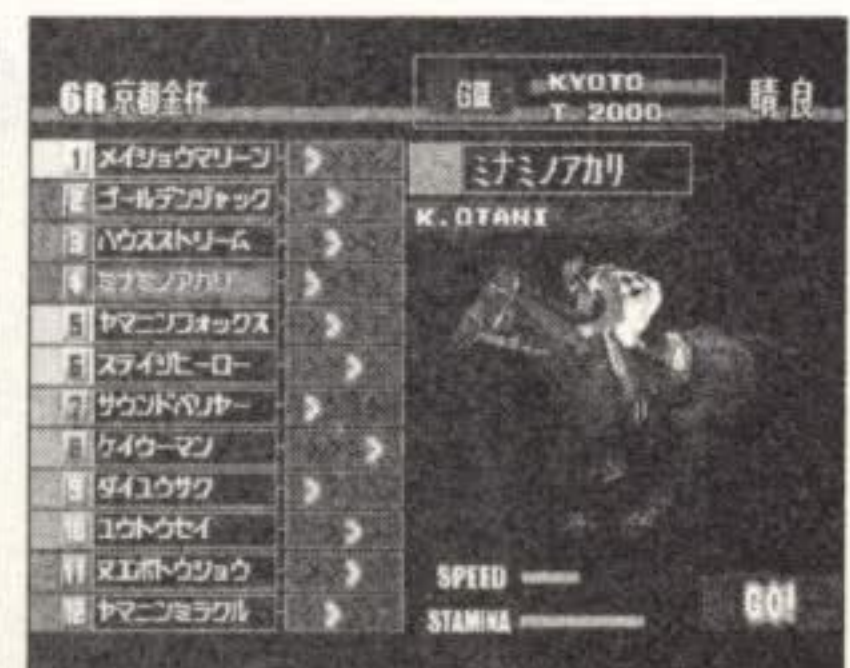 6R 京都金杯
GⅢ KYOTO
T 2000
晴 良
1 メイショウマリーン
2 ゴールデンジャック
3 ハウスストリーム
4 ミナミノアカリ
5 ヤマニンフォックス
6 ステイジヒーロー
7 サウンドバリヤー
8 ケイウーマン
9 ダイユウサク
10 ユウトウセイ
11 ヌエボトウショウ
12 ヤマニンミラクル
ミナミノアカリ
K.OTANI
SPEED
STAMINA
GO!